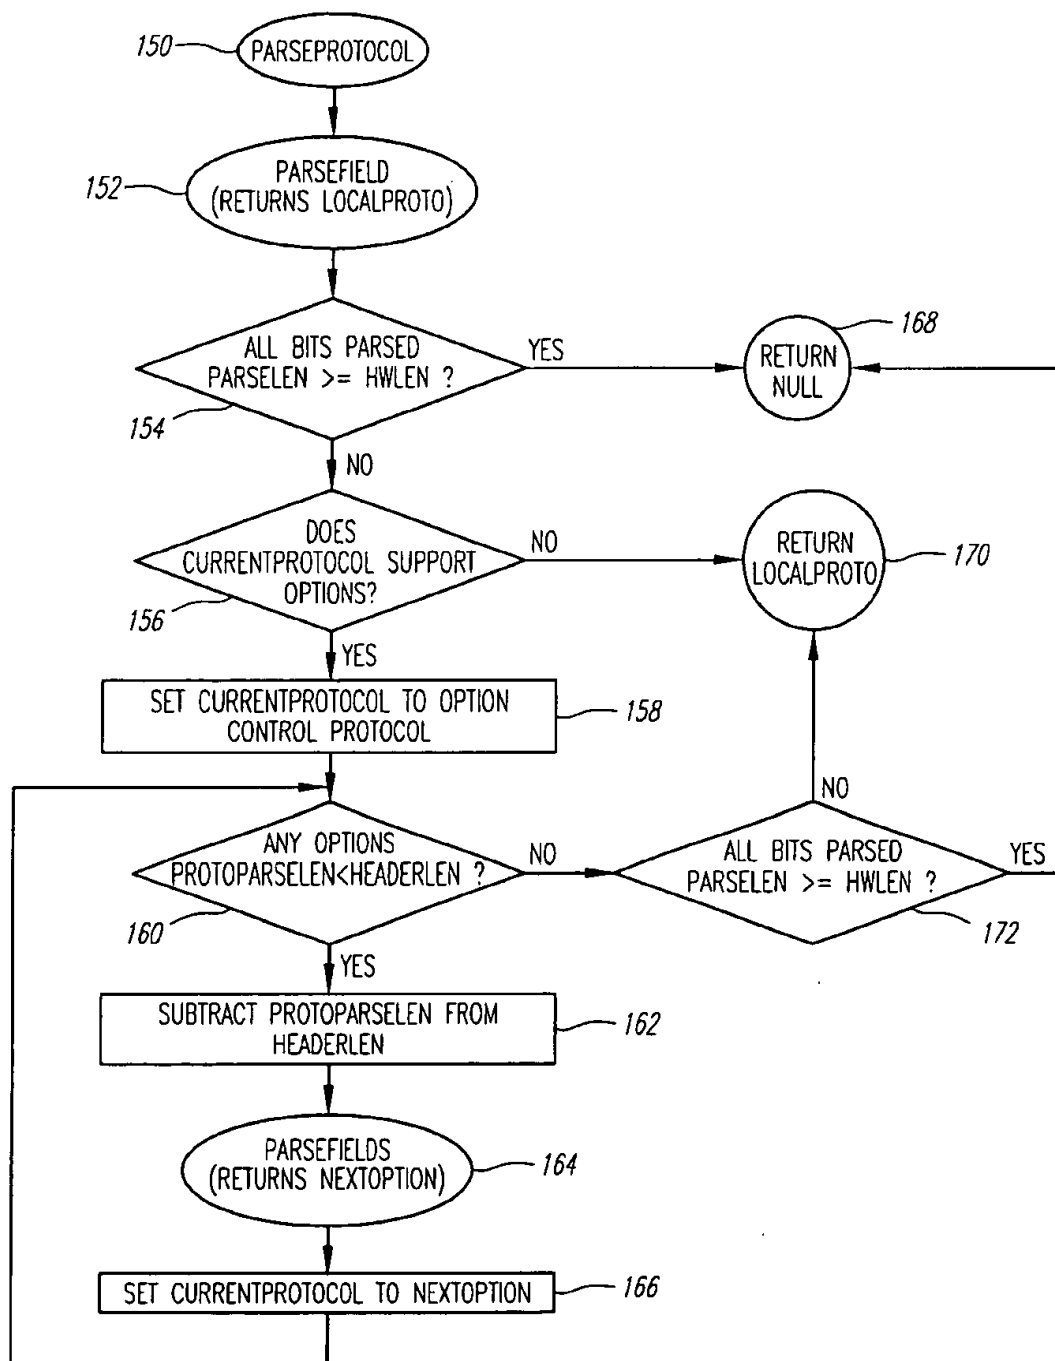 150
PARSEPROTOCOL
152
PARSEFIELD
(RETURNS LOCALPROTO)
ALL BITS PARSED
PARSELEN >= HWLEN ?
YES
154
NO
168
RETURN
NULL
DOES
CURRENTPROTOCOL SUPPORT
OPTIONS?
NO
156
YES
RETURN
LOCALPROTO
170
SET CURRENTPROTOCOL TO OPTION
CONTROL PROTOCOL
158
NO
ANY OPTIONS
PROTOPARSELEN<HEADERLEN ?
NO
160
YES
ALL BITS PARSED
PARSELEN >= HWLEN ?
YES
172
SUBTRACT PROTOPARSELEN FROM
HEADERLEN
162
PARSEFIELDS
(RETURNS NEXTOPTION)
164
SET CURRENTPROTOCOL TO NEXTOPTION
166